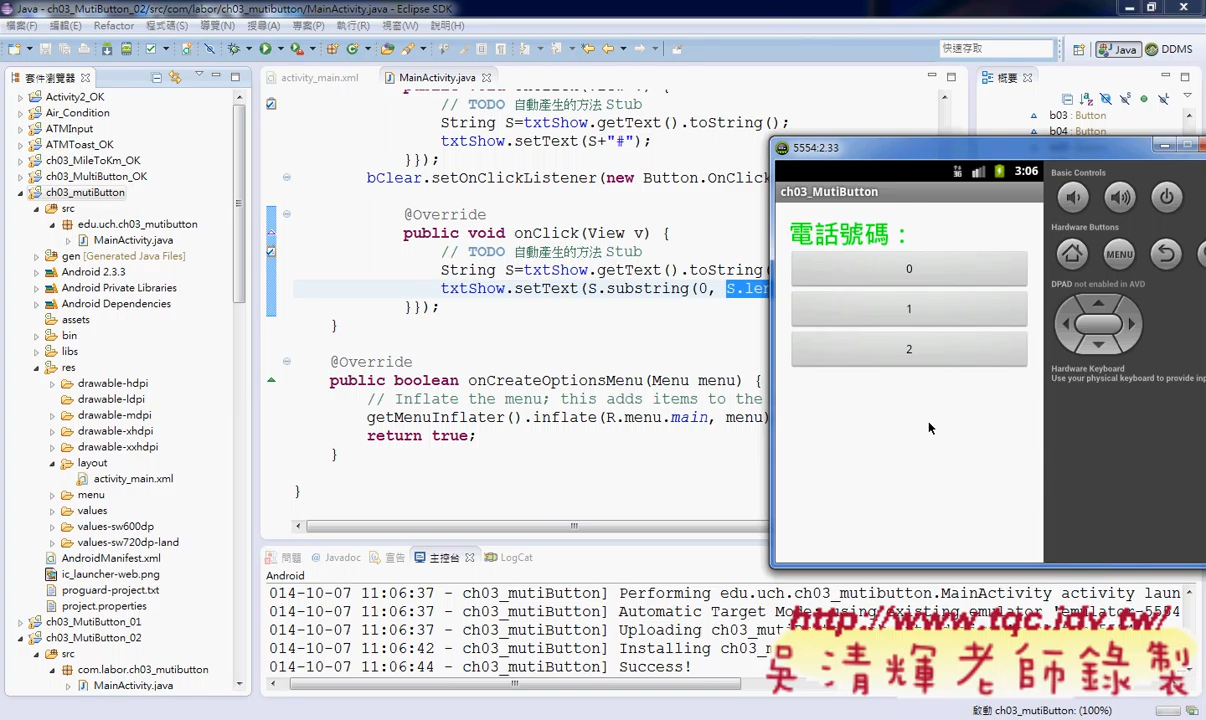 Java - ch03_MutiButton_02/src/com/labor/ch03_mutibutton/MainActivity.java - Eclipse SDK
檔案(F) 編輯(E) Refactor 程式碼(S) 導覽(N) 搜尋(A) 專案(P) 執行(R) 視窗(W) 說明(H)
快速存取
Java
DDMS
套件瀏覽器
Activity2_OK
Air_Condition
ATMInput
ATMToast_OK
ch03_MileToKm_OK
ch03_MultiButton_OK
ch03_mutiButton
src
edu.uch.ch03_mutibutton
MainActivity.java
gen [Generated Java Files]
Android 2.3.3
Android Private Libraries
Android Dependencies
assets
bin
libs
res
drawable-hdpi
drawable-ldpi
drawable-mdpi
drawable-xhdpi
drawable-xxhdpi
layout
activity_main.xml
menu
values
values-sw600dp
values-sw720dp-land
AndroidManifest.xml
ic_launcher-web.png
proguard-project.txt
project.properties
ch03_MutiButton_01
ch03_MutiButton_02
src
com.labor.ch03_mutibutton
MainActivity.java
activity_main.xml
MainActivity.java
// TODO 自動產生的方法 Stub
String S=txtShow.getText().toString();
txtShow.setText(S+"#");
}});
bClear.setOnClickListener(new Button.OnClick
@Override
public void onClick(View v) {
// TODO 自動產生的方法 Stub
String S=txtShow.getText().toString(
txtShow.setText(S.substring(0, S.len
}});
}
@Override
public boolean onCreateOptionsMenu(Menu menu) {
// Inflate the menu; this adds items to the
getMenuInflater().inflate(R.menu.main, menu)
return true;
}
}
概要
b03 : Button
b04 : Button
5554:2.33
3:06
ch03_MutiButton
電話號碼：
0
1
2
Basic Controls
Hardware Buttons
MENU
DPAD not enabled in AVD
Hardware Keyboard
Use your physical keyboard to provide inpu
問題 @ Javadoc 宣告 主控台 LogCat
Android
014-10-07 11:06:37 - ch03_mutiButton] Performing edu.uch.ch03_mutibutton.MainActivity activity laun
014-10-07 11:06:37 - ch03_mutiButton] Automatic Target Mode: using existing emulator 'emulator-5554
014-10-07 11:06:37 - ch03_mutiButton] Uploading ch03_mu
014-10-07 11:06:42 - ch03_mutiButton] Installing ch03_m
014-10-07 11:06:44 - ch03_mutiButton] Success!
http://www.tqc.idv.tw/
吳清輝老師錄製
啟動 ch03_mutiButton: (100%)